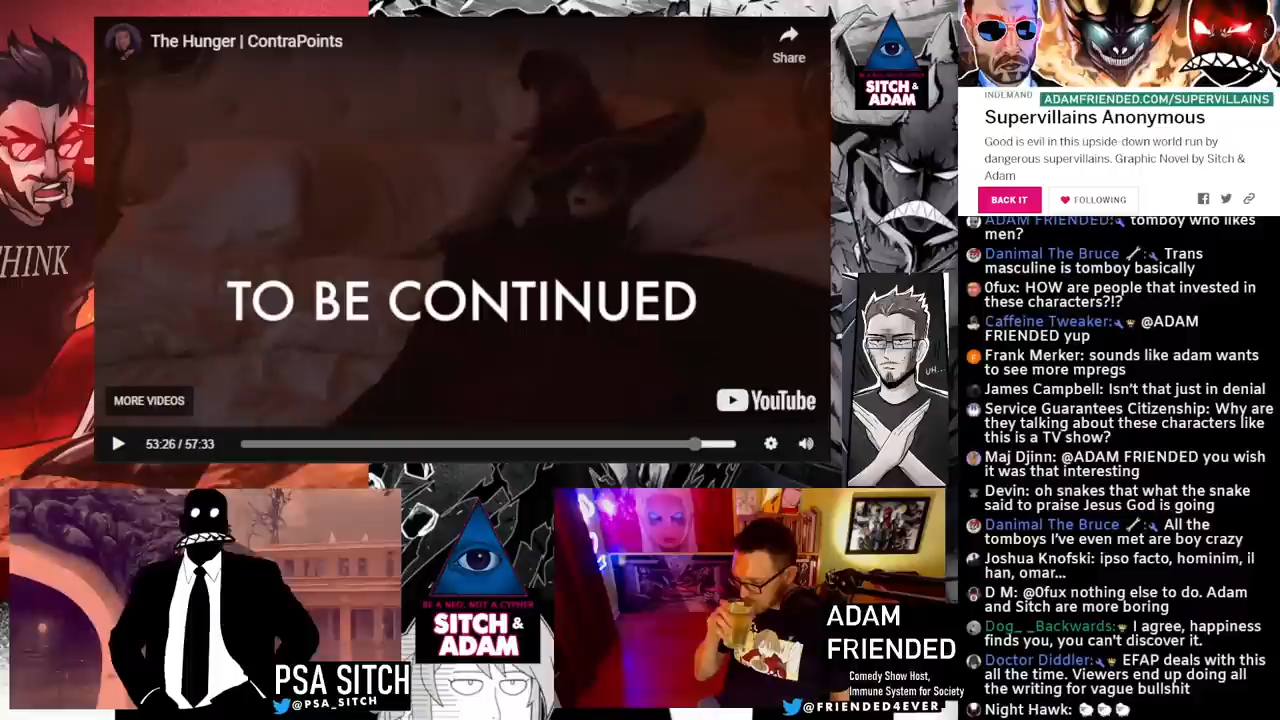 The Hunger | ContraPoints
Share
TO BE CONTINUED
MORE VIDEOS
YouTube
53:26 / 57:33
THINK
SITCH &
ADAM
UH...
INDEMAND
ADAMFRIENDED.COM/SUPERVILLAINS
Supervillains Anonymous
Good is evil in this upside-down world run by
dangerous supervillains. Graphic Novel by Sitch &
Adam
BACK IT
FOLLOWING
ADAM FRIENDED: tomboy who likes
men?
Danimal The Bruce : Trans
masculine is tomboy basically
0fux: HOW are people that invested in
these characters?!?
Caffeine Tweaker: @ADAM
FRIENDED yup
Frank Merker: sounds like adam wants
to see more mpregs
James Campbell: Isn't that just in denial
Service Guarantees Citizenship: Why are
they talking about these characters like
this is a TV show?
Maj Djinn: @ADAM FRIENDED you wish
it was that interesting
Devin: oh snakes that what the snake
said to praise Jesus God is going
Danimal The Bruce : All the
tomboys I've even met are boy crazy
Joshua Knofski: ipso facto, hominim, il
han, omar...
D M: @0fux nothing else to do. Adam
and Sitch are more boring
Dog_ _Backwards: I agree, happiness
finds you, you can't discover it.
Doctor Diddler: EFAP deals with this
all the time. Viewers end up doing all
the writing for vague bullshit
Night Hawk:
PSA SITCH
@PSA_SITCH
BE A NEO, NOT A CYPHER
SITCH &
ADAM
ADAM
FRIENDED
Comedy Show Host,
Immune System for Society
@FRIENDED4EVER